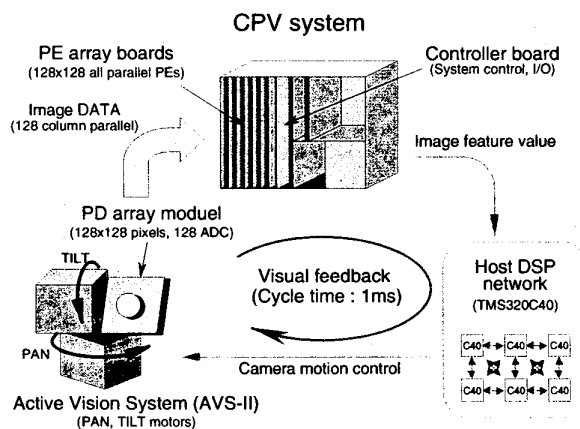 CPV system
PE array boards
(128x128 all parallel PEs)
Controller board
(System control, I/O)
Image DATA
(128 column parallel)
Image feature value
PD array moduel
(128x128 pixels, 128 ADC)
TILT
Visual feedback
(Cycle time : 1ms)
Host DSP
network
(TMS320C40)
PAN
C40 C40 C40
Camera motion control
C40 C40 C40
Active Vision System (AVS-II)
(PAN, TILT motors)